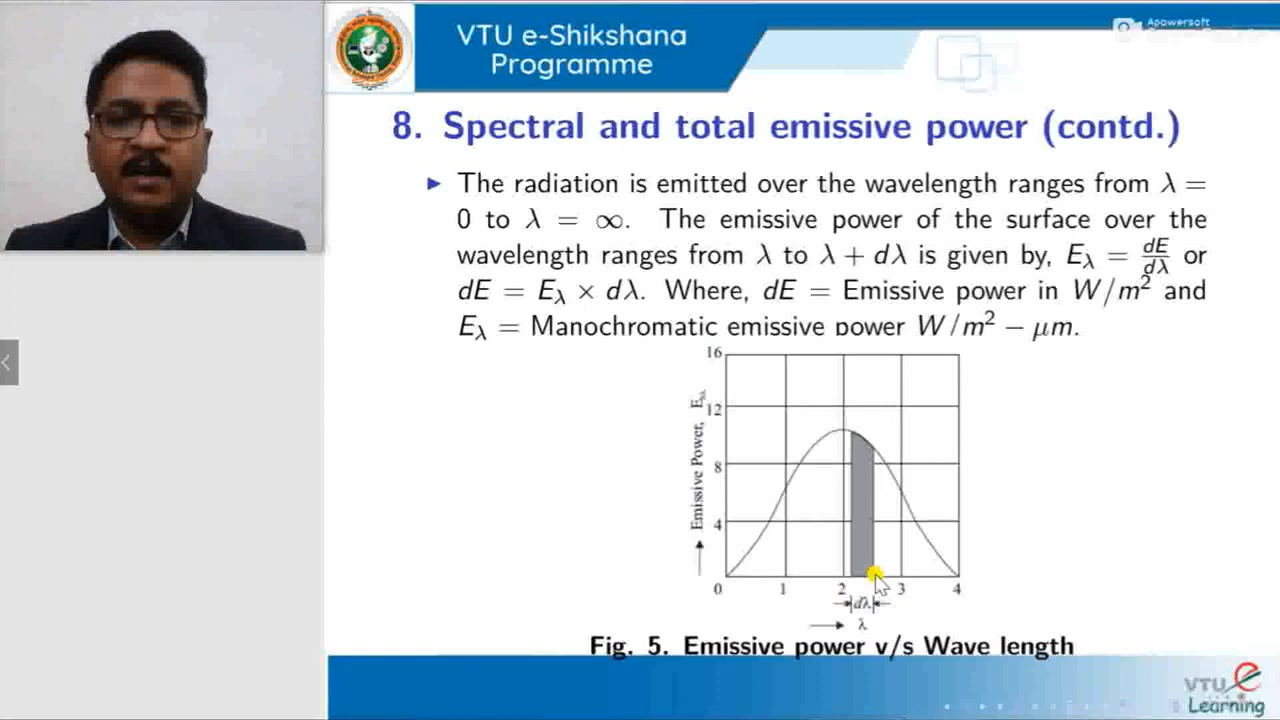 VTU e-Shikshana
Programme
Apowersoft
8. Spectral and total emissive power (contd.)
▶ The radiation is emitted over the wavelength ranges from λ =
0 to λ = ∞. The emissive power of the surface over the
wavelength ranges from λ to λ + dλ is given by, E_λ = dE/dλ or
dE = E_λ × dλ. Where, dE = Emissive power in W/m² and
E_λ = Manochromatic emissive power W/m² − μm.
16
12
8
4
Emissive Power, E_λ
0 1 2 3 4
dλ
λ
Fig. 5. Emissive power v/s Wave length
VTU e
Learning